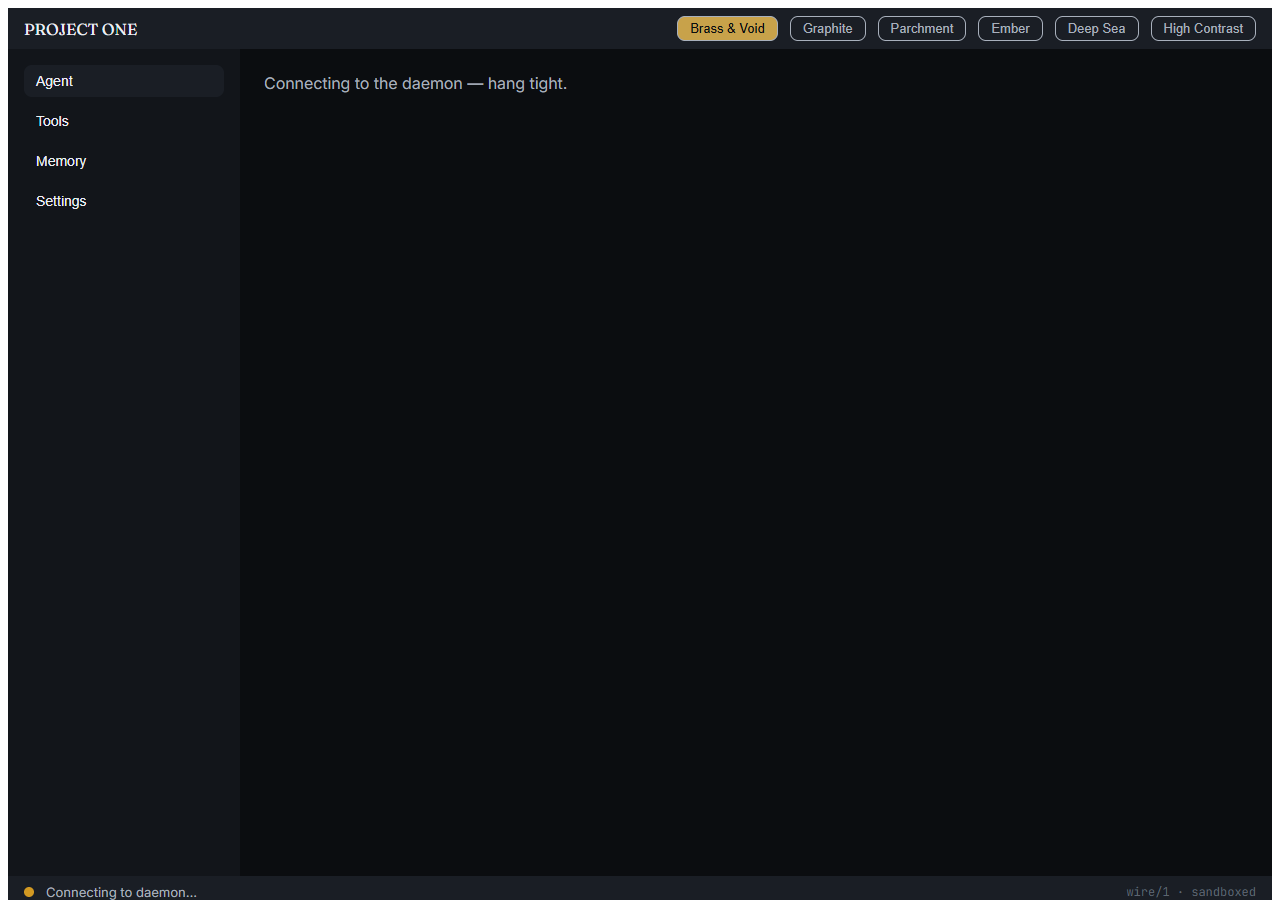 PROJECT ONE
Brass & Void
Graphite
Parchment
Ember
Deep Sea
High Contrast
Agent
Tools
Memory
Settings
Connecting to the daemon — hang tight.
Connecting to daemon...
wire/1 · sandboxed